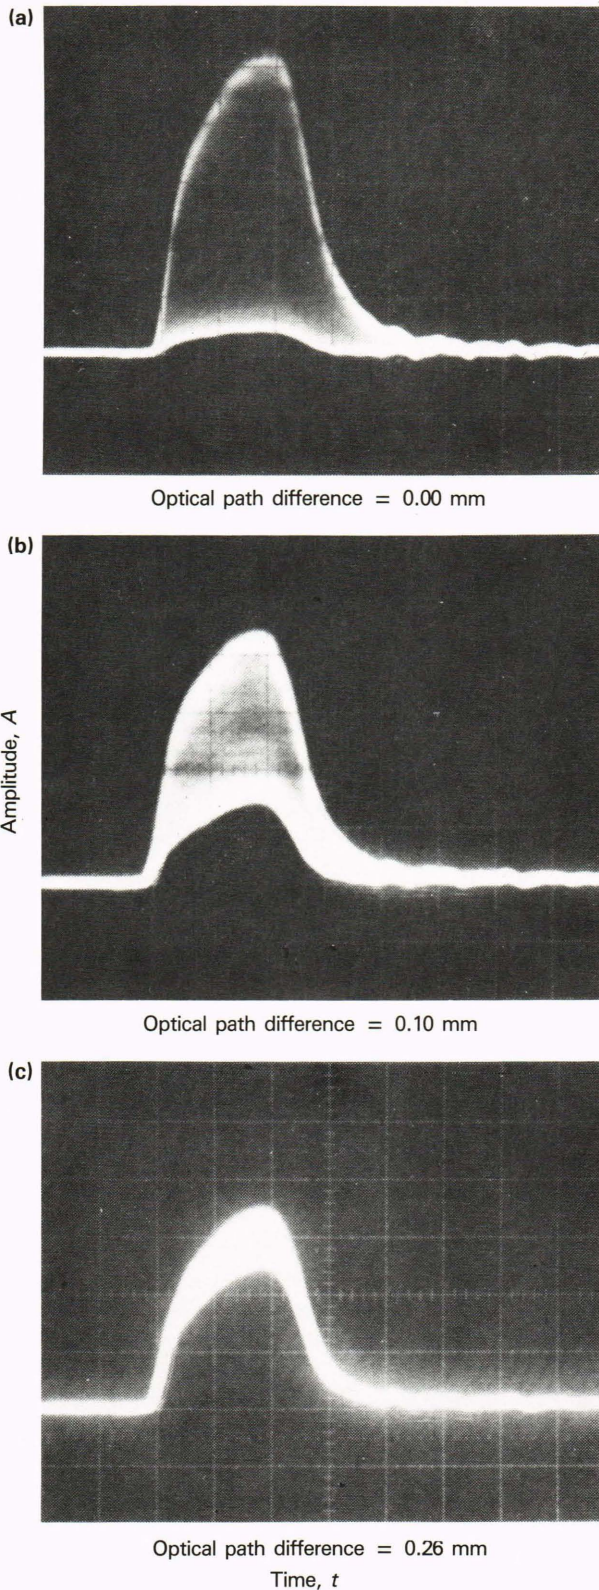 (a)
Optical path difference = 0.00 mm
(b)
Amplitude, A
Optical path difference = 0.10 mm
(c)
Optical path difference = 0.26 mm
Time, t